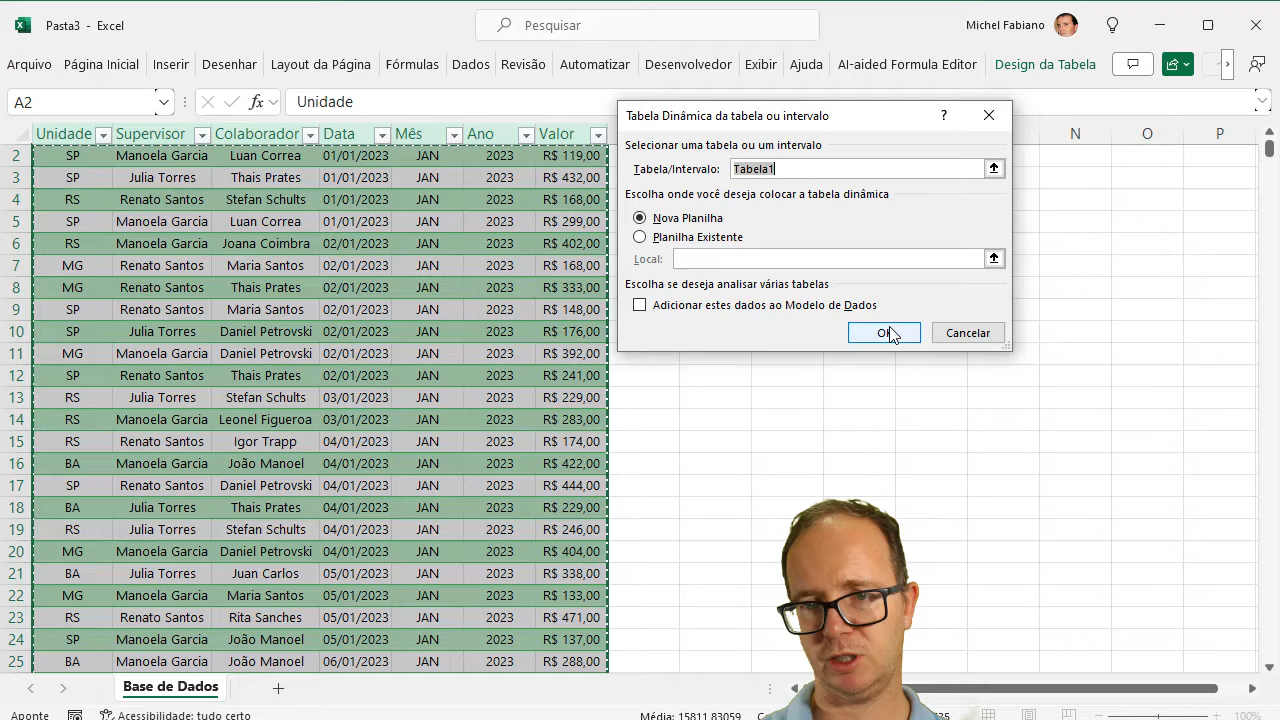 Pasta3 - Excel
Pesquisar
Michel Fabiano
Arquivo Página Inicial Inserir Desenhar Layout da Página Fórmulas Dados Revisão Automatizar Desenvolvedor Exibir Ajuda AI-aided Formula Editor Design da Tabela
A2 fx Unidade
Unidade Supervisor Colaborador Data Mês Ano Valor N O P
2 SP Manoela Garcia Luan Correa 01/01/2023 JAN 2023 R$ 119,00
3 SP Julia Torres Thais Prates 01/01/2023 JAN 2023 R$ 432,00
4 RS Renato Santos Stefan Schults 01/01/2023 JAN 2023 R$ 168,00
5 SP Manoela Garcia Luan Correa 01/01/2023 JAN 2023 R$ 299,00
6 RS Manoela Garcia Joana Coimbra 02/01/2023 JAN 2023 R$ 402,00
7 MG Renato Santos Maria Santos 02/01/2023 JAN 2023 R$ 168,00
8 MG Renato Santos Thais Prates 02/01/2023 JAN 2023 R$ 333,00
9 SP Renato Santos Maria Santos 02/01/2023 JAN 2023 R$ 148,00
10 SP Julia Torres Daniel Petrovski 02/01/2023 JAN 2023 R$ 176,00
11 MG Manoela Garcia Daniel Petrovski 02/01/2023 JAN 2023 R$ 392,00
12 SP Renato Santos Thais Prates 02/01/2023 JAN 2023 R$ 241,00
13 RS Julia Torres Stefan Schults 03/01/2023 JAN 2023 R$ 229,00
14 RS Manoela Garcia Leonel Figueroa 03/01/2023 JAN 2023 R$ 283,00
15 RS Renato Santos Igor Trapp 04/01/2023 JAN 2023 R$ 174,00
16 BA Manoela Garcia João Manoel 04/01/2023 JAN 2023 R$ 422,00
17 SP Renato Santos Daniel Petrovski 04/01/2023 JAN 2023 R$ 444,00
18 BA Julia Torres Thais Prates 04/01/2023 JAN 2023 R$ 229,00
19 RS Julia Torres Stefan Schults 04/01/2023 JAN 2023 R$ 246,00
20 MG Manoela Garcia Daniel Petrovski 04/01/2023 JAN 2023 R$ 404,00
21 BA Julia Torres Juan Carlos 05/01/2023 JAN 2023 R$ 338,00
22 MG Manoela Garcia Maria Santos 05/01/2023 JAN 2023 R$ 133,00
23 RS Renato Santos Rita Sanches 05/01/2023 JAN 2023 R$ 471,00
24 SP Manoela Garcia João Manoel 05/01/2023 JAN 2023 R$ 137,00
25 BA Manoela Garcia João Manoel 06/01/2023 JAN 2023 R$ 288,00
Tabela Dinâmica da tabela ou intervalo ?
Selecionar uma tabela ou um intervalo
Tabela/Intervalo: Tabela1
Escolha onde você deseja colocar a tabela dinâmica
Nova Planilha
Planilha Existente
Local:
Escolha se deseja analisar várias tabelas
Adicionar estes dados ao Modelo de Dados
OK Cancelar
Base de Dados
Aponte Acessibilidade: tudo certo Média: 15811,83059 100%